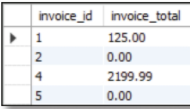 invoice_id invoice_total
1 125.00
2 0.00
4 2199.99
5 0.00